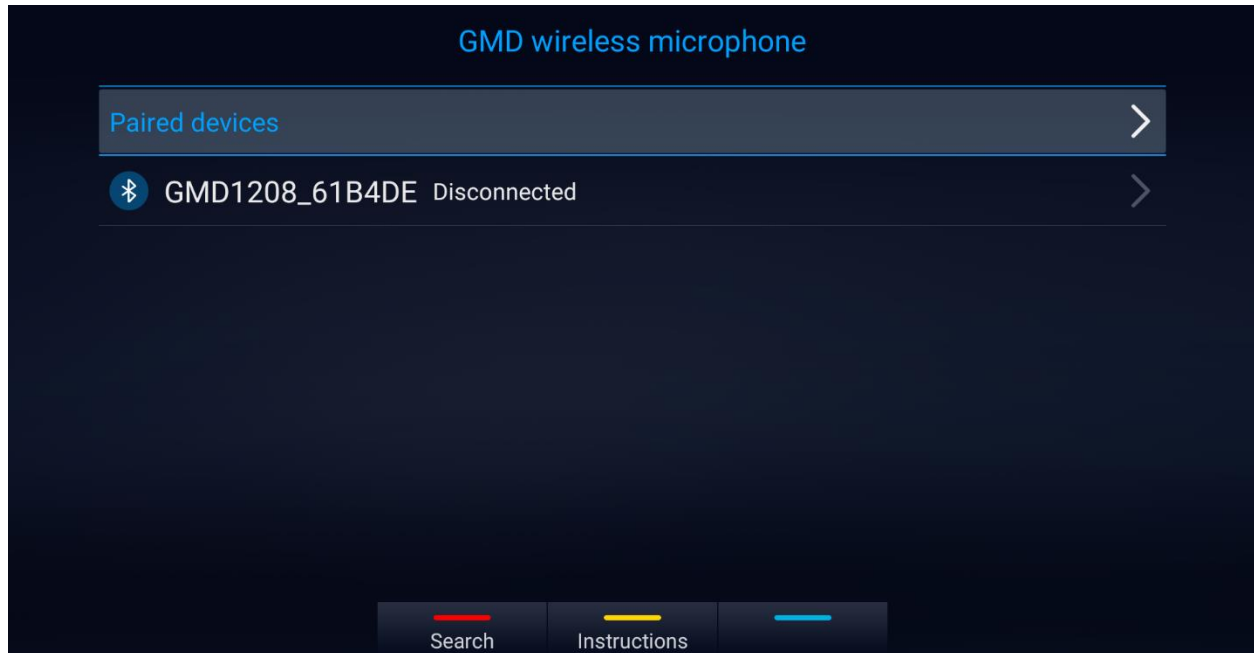 GMD wireless microphone
Paired devices
GMD1208_61B4DE Disconnected
Search Instructions